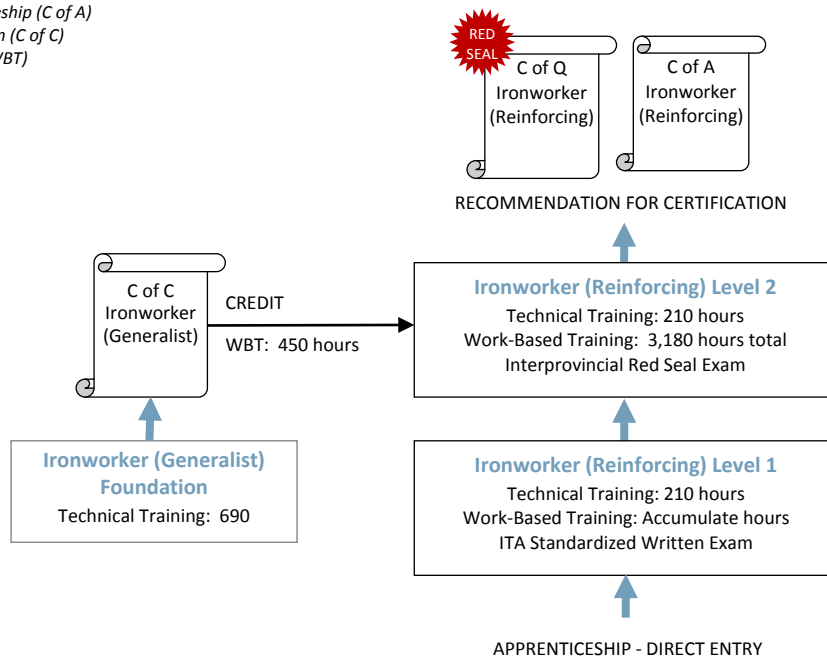 eship (C of A)
n (C of C)
VBT)
RED
SEAL
C of Q
Ironworker
(Reinforcing)
C of A
Ironworker
(Reinforcing)
RECOMMENDATION FOR CERTIFICATION
C of C
Ironworker
(Generalist)
CREDIT
WBT: 450 hours
Ironworker (Reinforcing) Level 2
Technical Training: 210 hours
Work-Based Training: 3,180 hours total
Interprovincial Red Seal Exam
Ironworker (Generalist)
Foundation
Technical Training: 690
Ironworker (Reinforcing) Level 1
Technical Training: 210 hours
Work-Based Training: Accumulate hours
ITA Standardized Written Exam
APPRENTICESHIP - DIRECT ENTRY